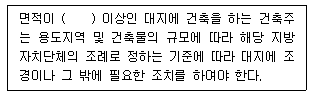 면적이 (    ) 이상인 대지에 건축을 하는 건축주
는 용도지역 및 건축물의 규모에 따라 해당 지방
자치단체의 조례로 정하는 기준에 따라 대지에 조
경이나 그 밖에 필요한 조치를 하여야 한다.